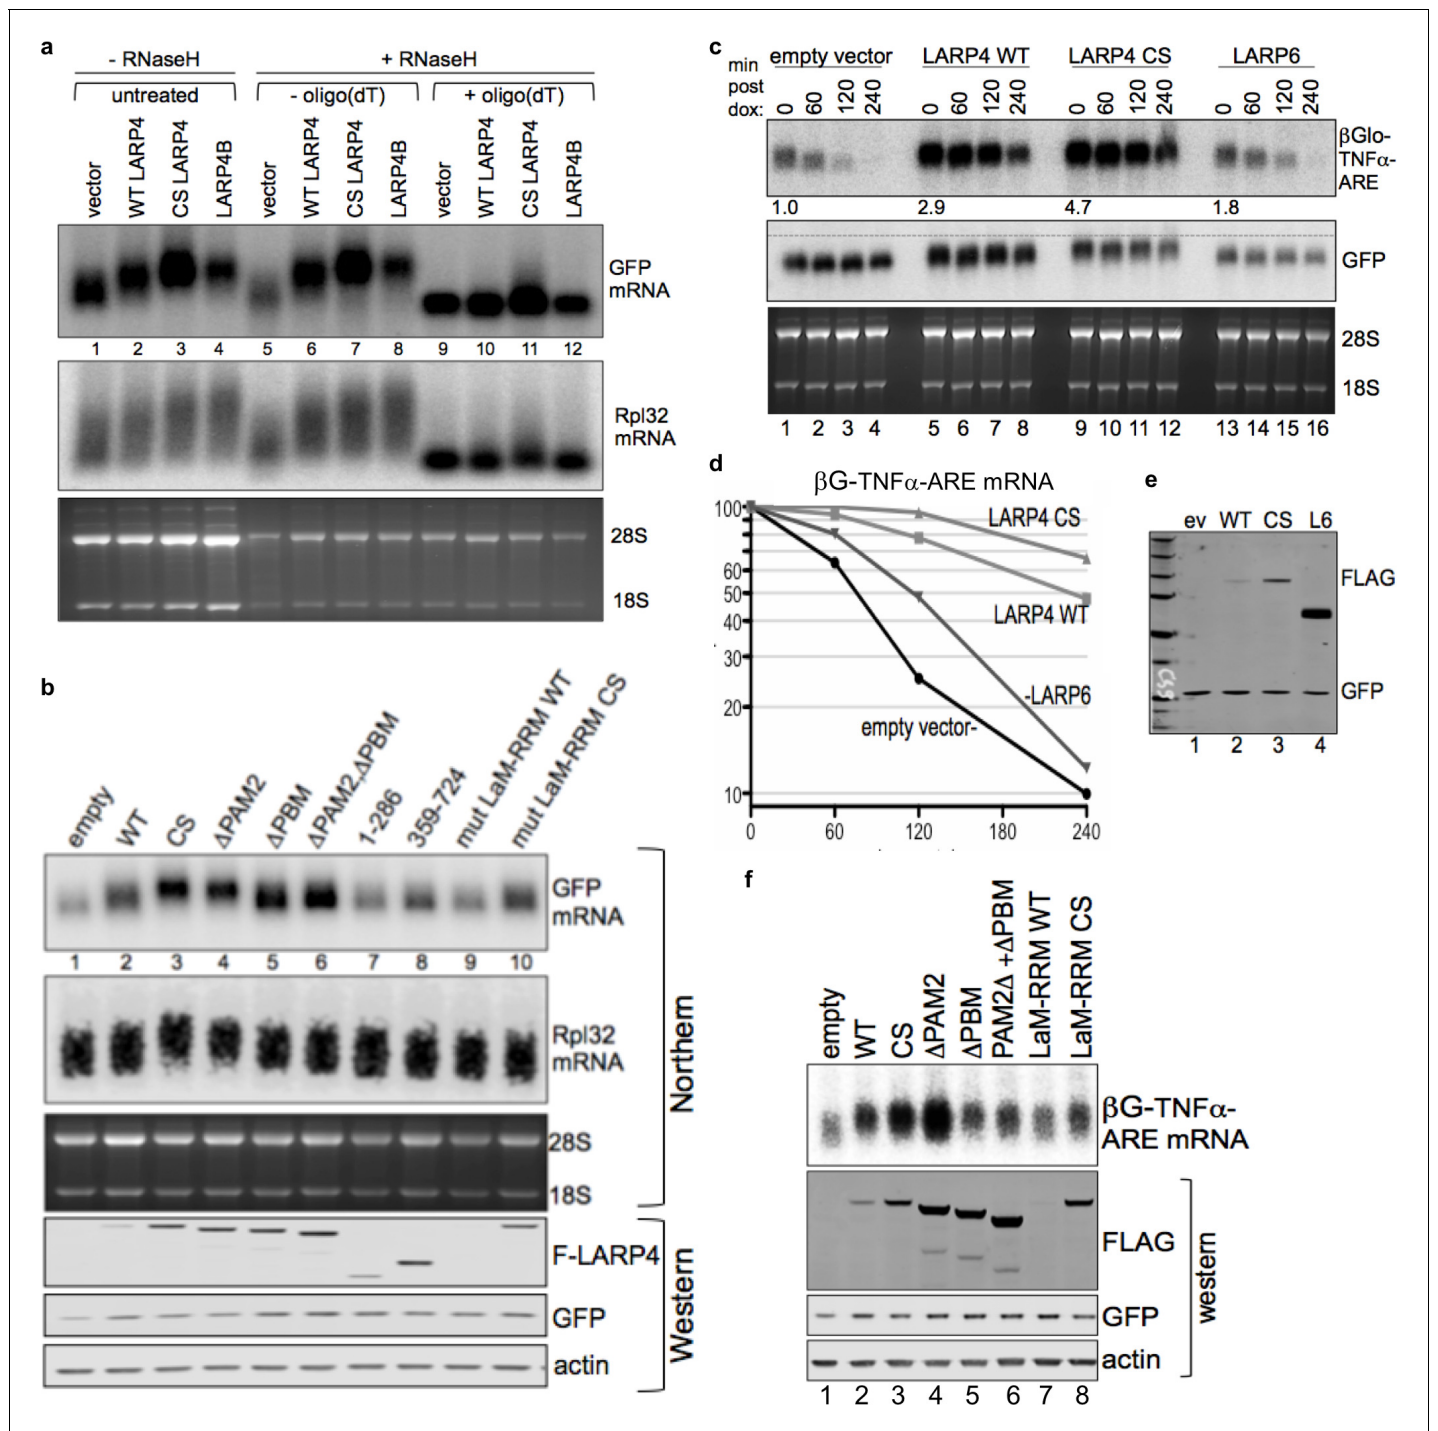 a
- RNaseH + RNaseH
untreated - oligo(dT) + oligo(dT)
vector WT LARP4 CS LARP4 LARP4B vector WT LARP4 CS LARP4 LARP4B vector WT LARP4 CS LARP4 LARP4B
GFP
mRNA
1 2 3 4 5 6 7 8 9 10 11 12
Rpl32
mRNA
28S
18S
b
empty WT CS ΔPAM2 ΔPBM ΔPAM2,ΔPBM 1-286 359-724 mut LaM-RRM WT mut LaM-RRM CS
GFP
mRNA
1 2 3 4 5 6 7 8 9 10
Rpl32
mRNA
28S
18S
Northern
F-LARP4
GFP
actin
Western
c
empty vector LARP4 WT LARP4 CS LARP6
min
post
dox:
0 60 120 240 0 60 120 240 0 60 120 240 0 60 120 240
βGlo-
TNFα-
ARE
1.0 2.9 4.7 1.8
GFP
28S
18S
1 2 3 4 5 6 7 8 9 10 11 12 13 14 15 16
d
βG-TNFα-ARE mRNA
100
60
50
40
30
20
10
LARP4 CS
LARP4 WT
-LARP6
empty vector-
0 60 120 180 240
e
ev WT CS L6
FLAG
GFP
1 2 3 4
f
empty WT CS ΔPAM2 ΔPBM PAM2Δ +ΔPBM LaM-RRM WT LaM-RRM CS
βG-TNFα-
ARE mRNA
FLAG
GFP
actin
western
1 2 3 4 5 6 7 8